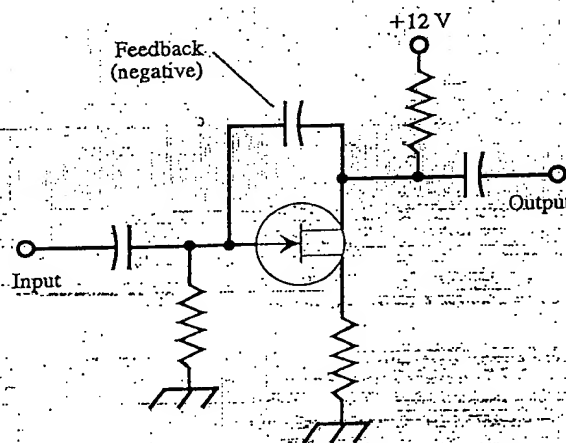 +12 V
Feedback
(negative)
Output
Input